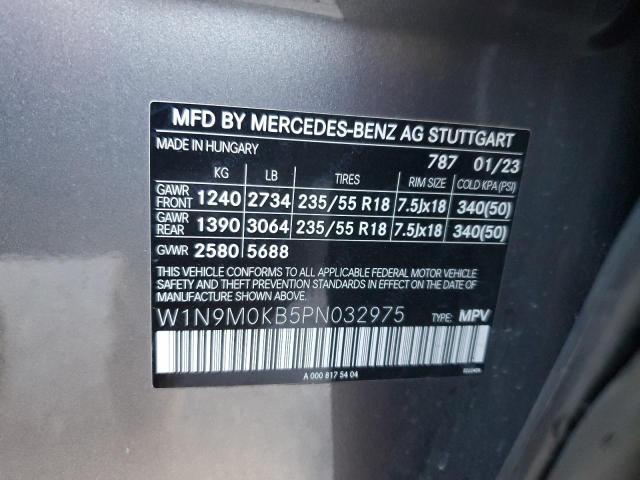 MFD BY MERCEDES-BENZ AG STUTTGART
MADE IN HUNGARY 787 01/23
KG LB TIRES RIM SIZE COLD KPA(PSI)
GAWR FRONT 1240 2734 235/55 R18 7.5Jx18 340(50)
GAWR REAR 1390 3064 235/55 R18 7.5Jx18 340(50)
GVWR 2580 5688
THIS VEHICLE CONFORMS TO ALL APPLICABLE FEDERAL MOTOR VEHICLE
SAFETY AND THEFT PREVENTION STANDARDS IN EFFECT
ON THE DATE OF MANUFACTURE SHOWN ABOVE.
W1N9M0KB5PN032975 TYPE: MPV
A 000 817 54 04